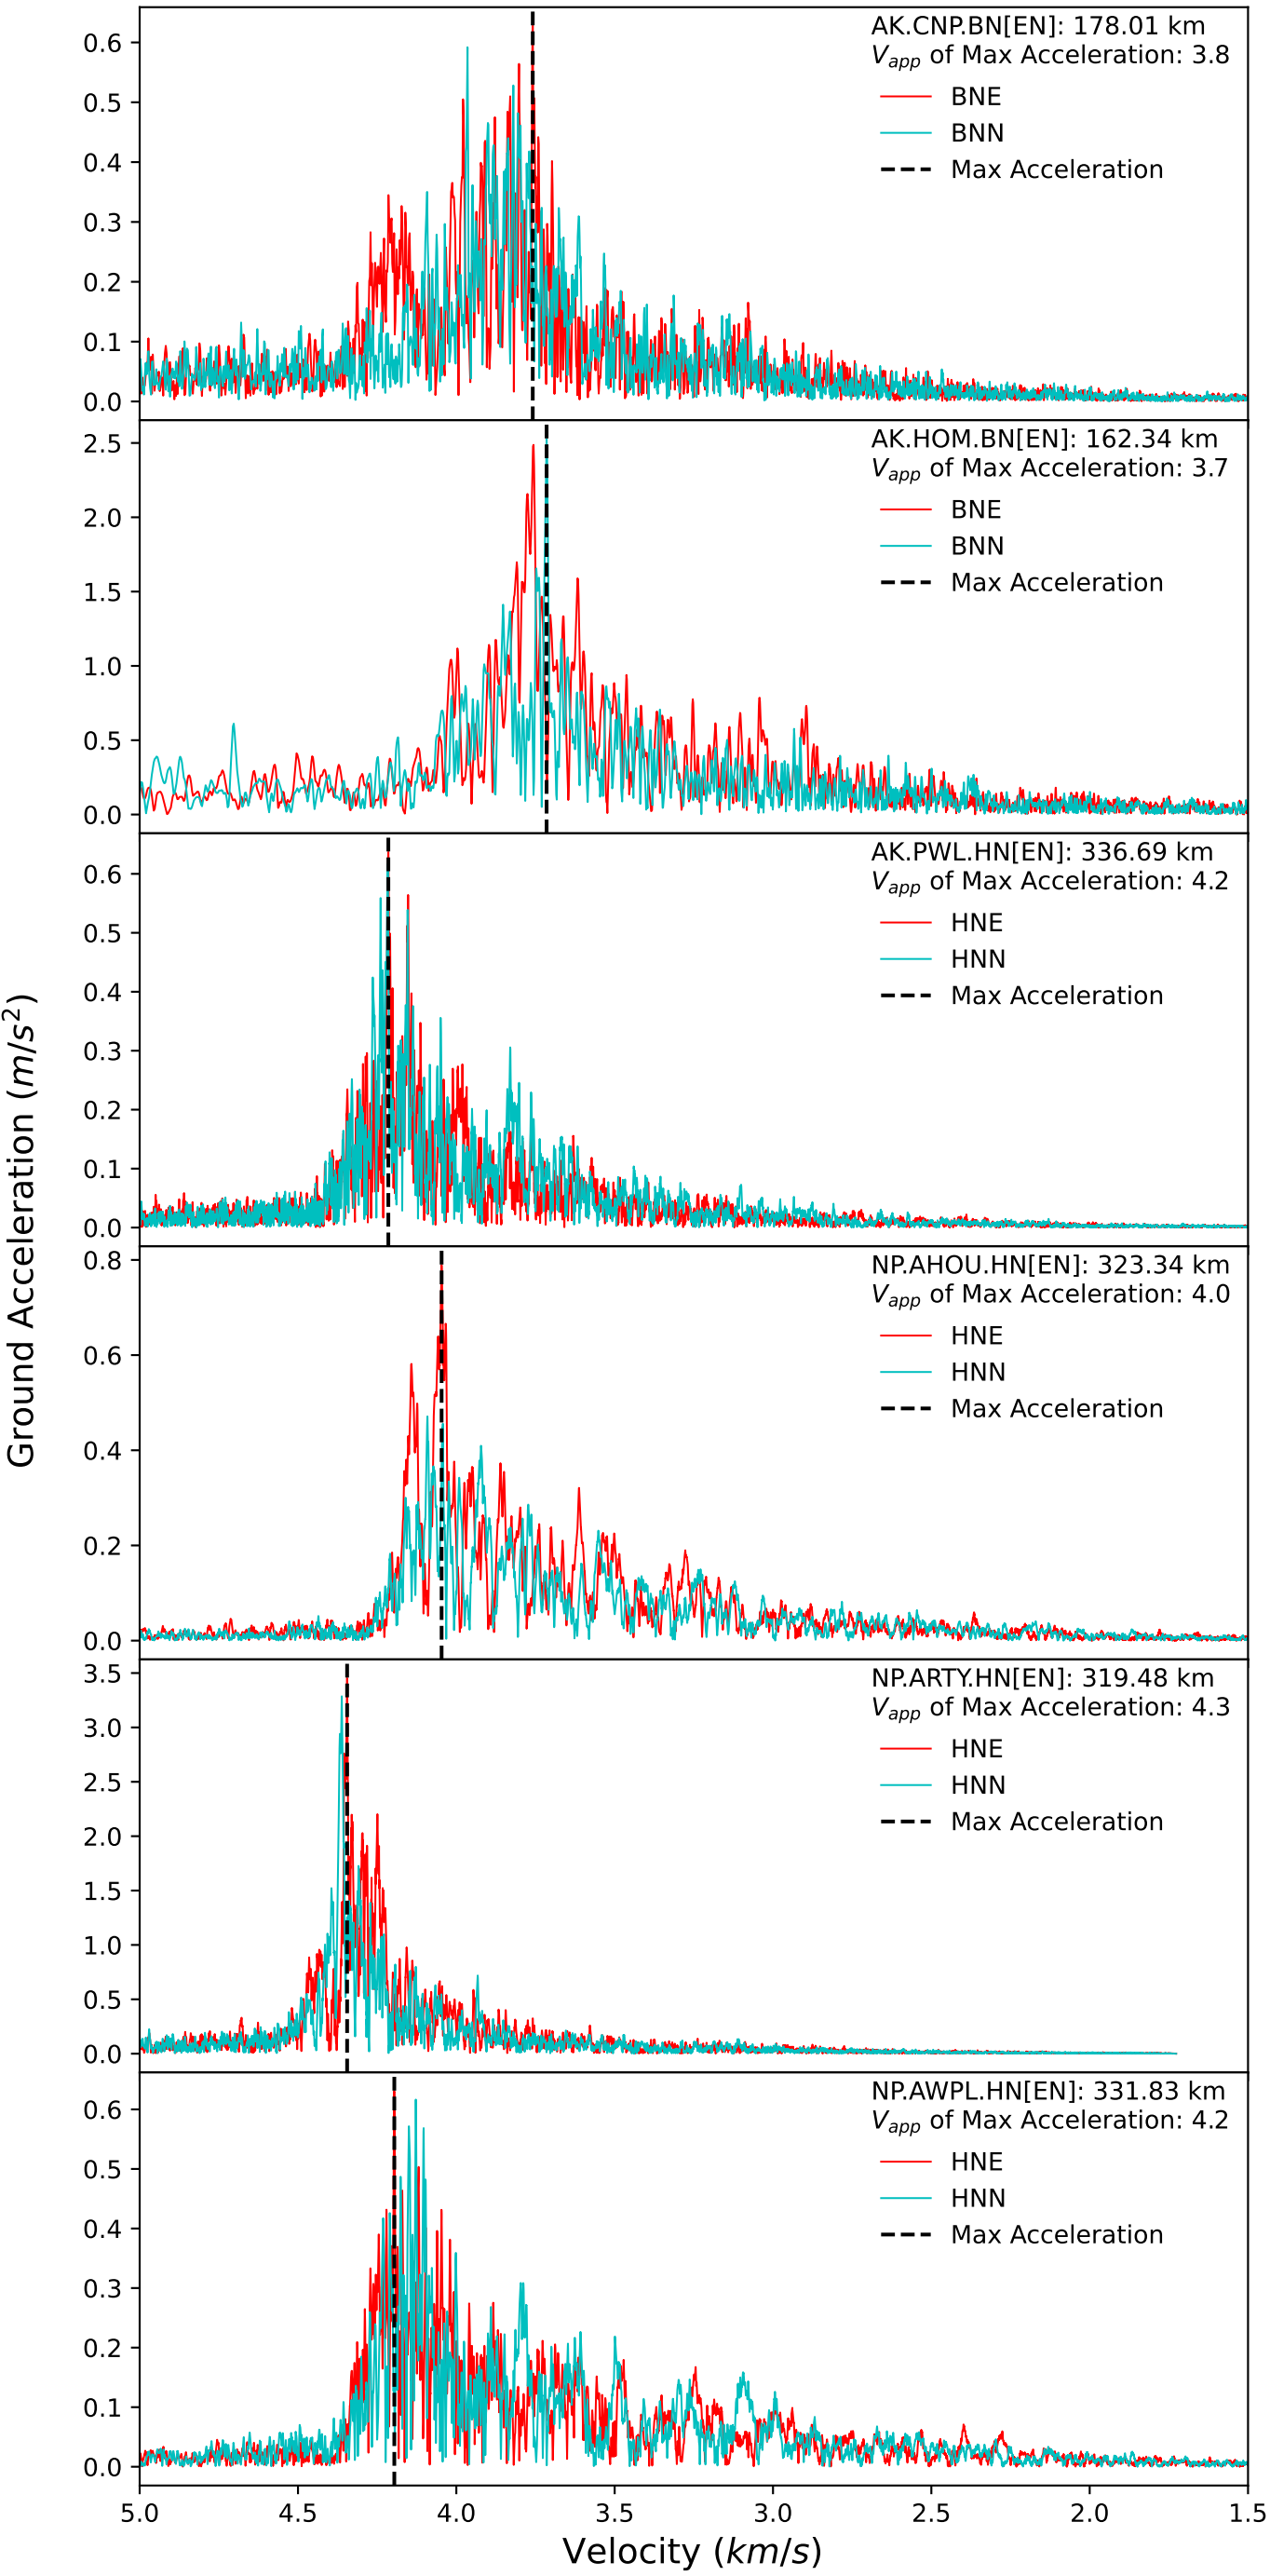 Ground Acceleration (m/s²)
AK.CNP.BN[EN]: 178.01 km
Vapp of Max Acceleration: 3.8
BNE
BNN
Max Acceleration
0.6
0.5
0.4
0.3
0.2
0.1
0.0
AK.HOM.BN[EN]: 162.34 km
Vapp of Max Acceleration: 3.7
BNE
BNN
Max Acceleration
2.5
2.0
1.5
1.0
0.5
0.0
AK.PWL.HN[EN]: 336.69 km
Vapp of Max Acceleration: 4.2
HNE
HNN
Max Acceleration
0.6
0.5
0.4
0.3
0.2
0.1
0.0
NP.AHOU.HN[EN]: 323.34 km
Vapp of Max Acceleration: 4.0
HNE
HNN
Max Acceleration
0.8
0.6
0.4
0.2
0.0
NP.ARTY.HN[EN]: 319.48 km
Vapp of Max Acceleration: 4.3
HNE
HNN
Max Acceleration
3.5
3.0
2.5
2.0
1.5
1.0
0.5
0.0
NP.AWPL.HN[EN]: 331.83 km
Vapp of Max Acceleration: 4.2
HNE
HNN
Max Acceleration
0.6
0.5
0.4
0.3
0.2
0.1
0.0
5.0 4.5 4.0 3.5 3.0 2.5 2.0 1.5
Velocity (km/s)